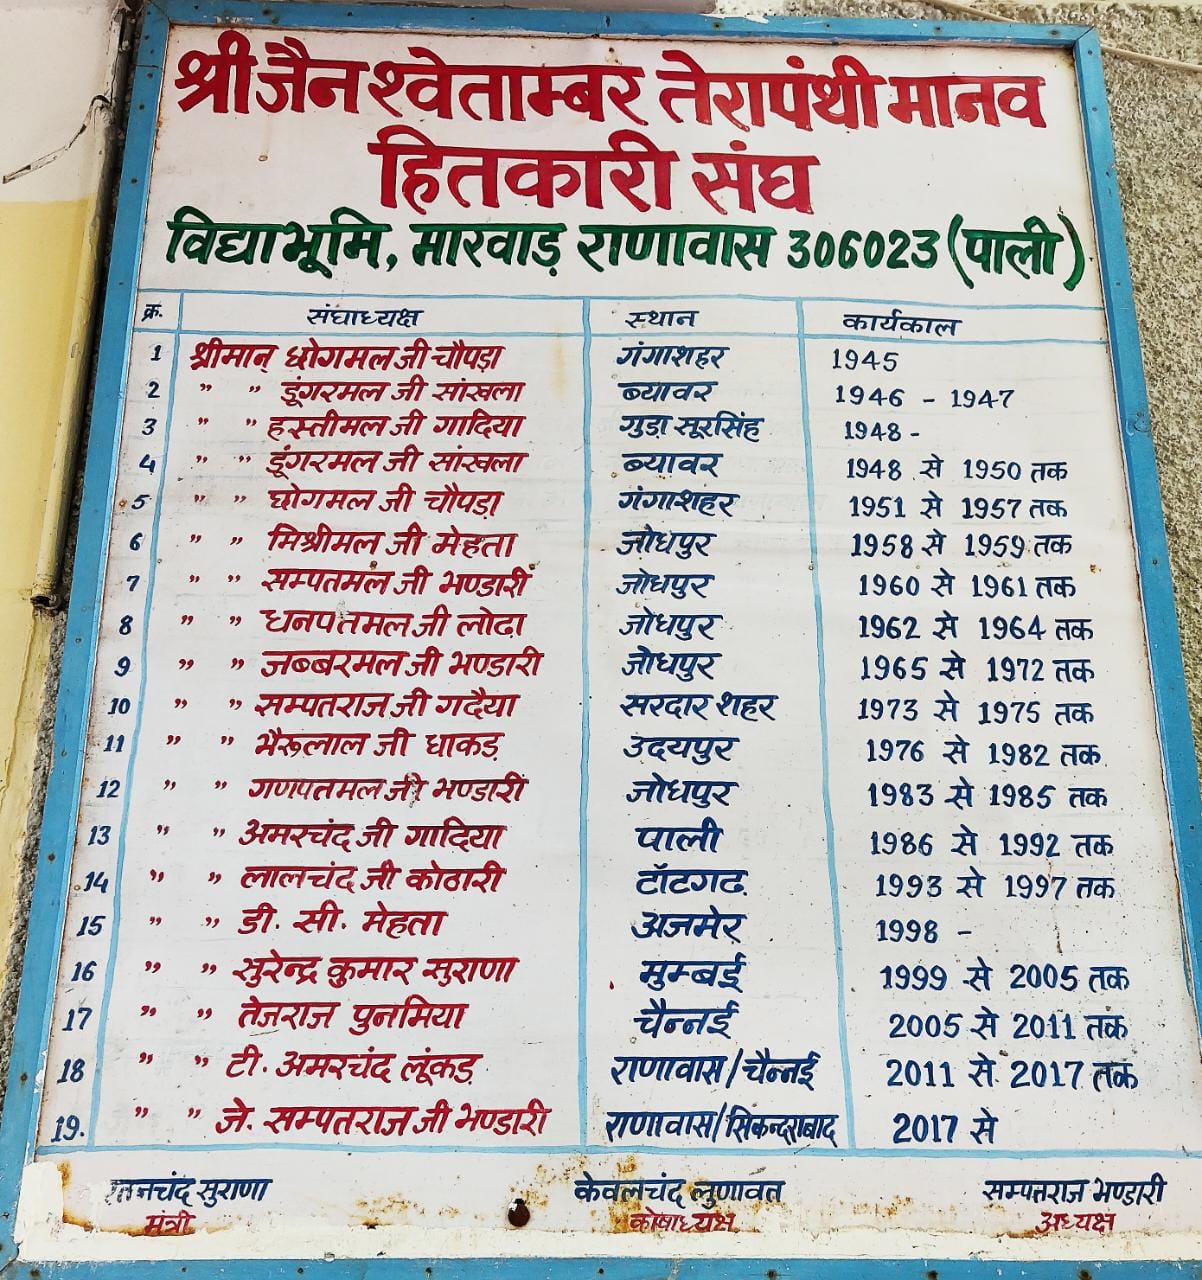 श्री जैन श्वेताम्बर तेरापंथी मानव
हितकारी संघ
विद्याभूमि, मारवाड़ राणावास 306023 (पाली)
क्र. संघाध्यक्ष स्थान कार्यकाल
1 श्रीमान् छोगमल जी चौपड़ा गंगाशहर 1945
2 " " डूंगरमल जी सांखला ब्यावर 1946 - 1947
3 " " हस्तीमल जी गादिया गुडा सूरसिंह 1948 -
4 " " डूंगरमल जी सांखला ब्यावर 1948 से 1950 तक
5 " " छोगमल जी चौपड़ा गंगाशहर 1951 से 1957 तक
6 " " मिश्रीमल जी मेहता जोधपुर 1958 से 1959 तक
7 " " सम्पतमल जी भण्डारी जोधपुर 1960 से 1961 तक
8 " " धनपतमल जी लोढा जोधपुर 1962 से 1964 तक
9 " " जब्बरमल जी भण्डारी जोधपुर 1965 से 1972 तक
10 " " सम्पतराज जी गदैया सरदार शहर 1973 से 1975 तक
11 " " भैरूलाल जी धाकड़ उदयपुर 1976 से 1982 तक
12 " " गणपतमल जी भण्डारी जोधपुर 1983 से 1985 तक
13 " " अमरचंद जी गादिया पाली 1986 से 1992 तक
14 " " लालचंद जी कोठारी टॉटगढ 1993 से 1997 तक
15 " " डी. सी. मेहता अजमेर 1998 -
16 " " सुरेन्द्र कुमार सुराणा मुम्बई 1999 से 2005 तक
17 " " तेजराज पुनमिया चैन्नई 2005 से 2011 तक
18 " " टी. अमरचंद लूंकड़ राणावास/चैन्नई 2011 से 2017 तक
19. " " जे. सम्पतराज जी भण्डारी राणावास/सिकन्द्राबाद 2017 से
सुराणा केवलचंद लुणावत सम्पतराज भण्डारी
मंत्री कोषाध्यक्ष अध्यक्ष